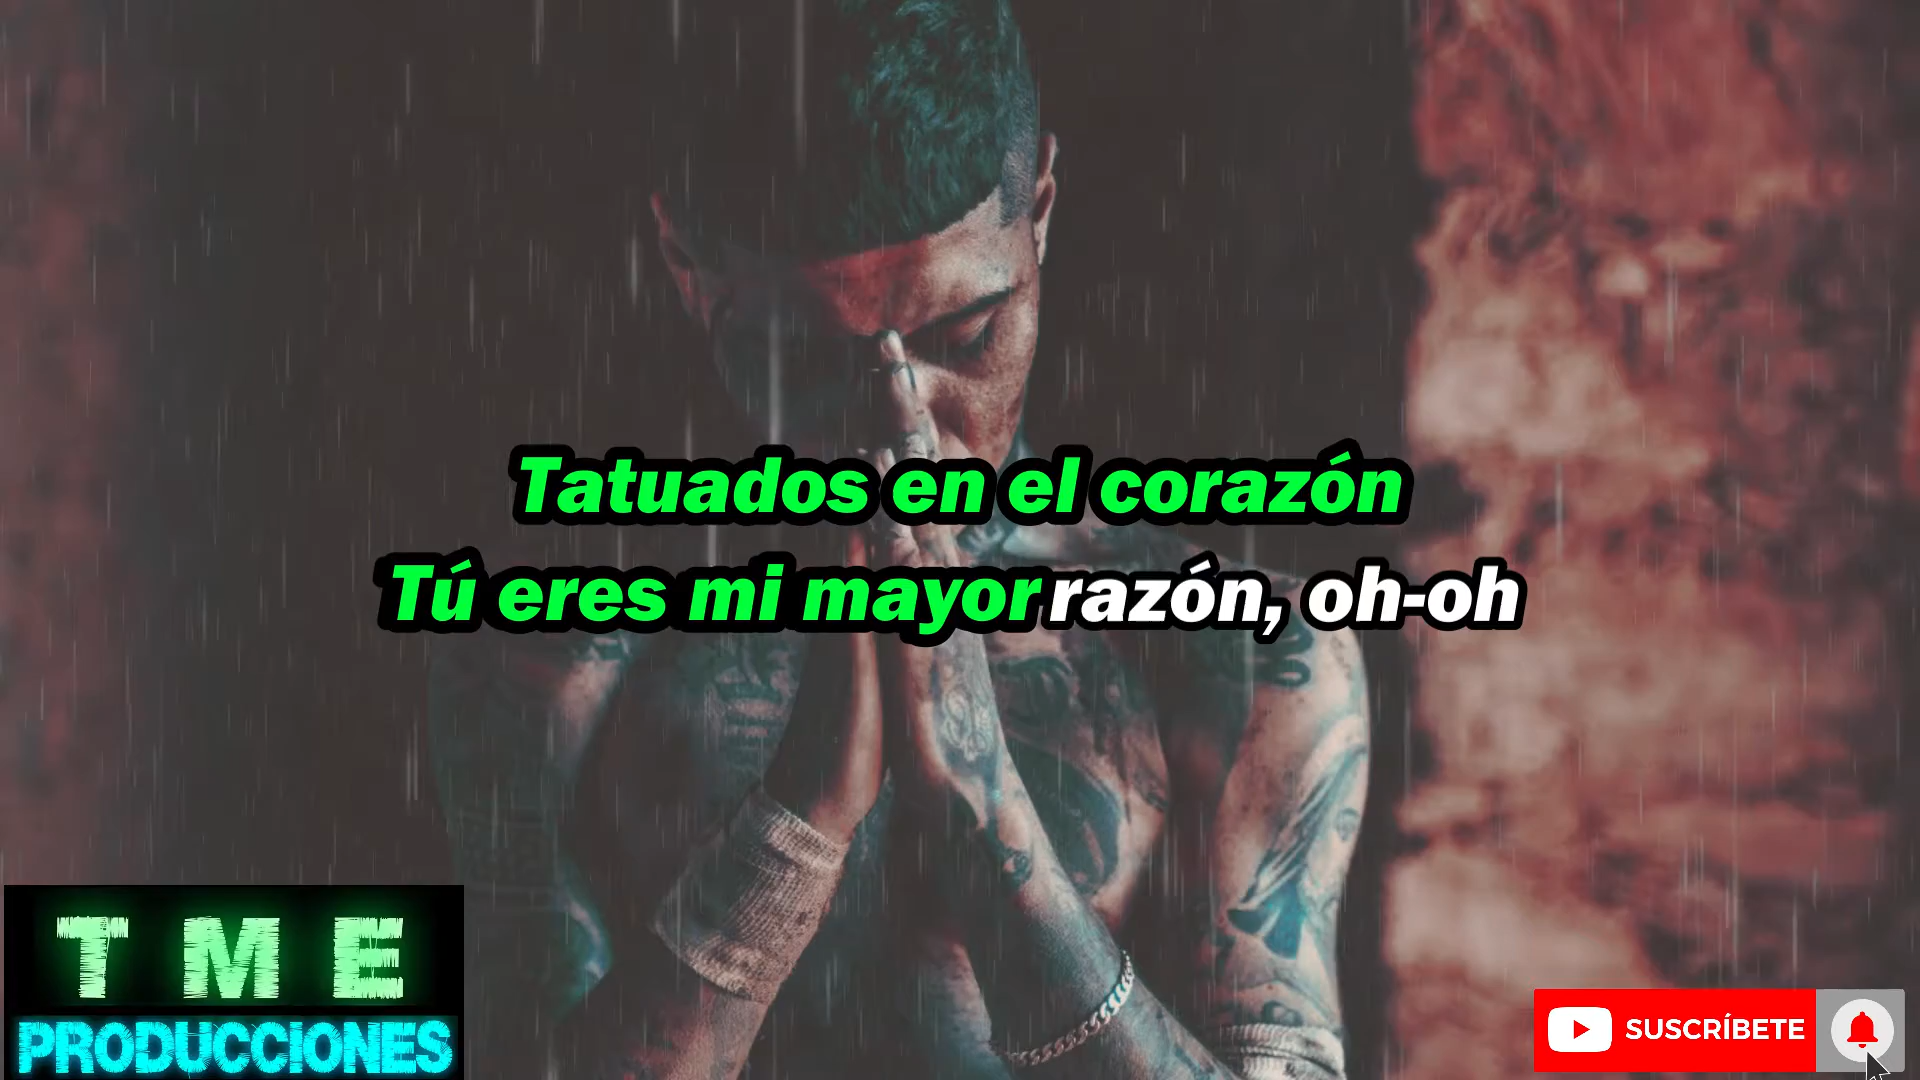 Tatuados en el corazón
Tú eres mi mayor razón, oh-oh
T M E
PRODUCCIONES
SUSCRÍBETE